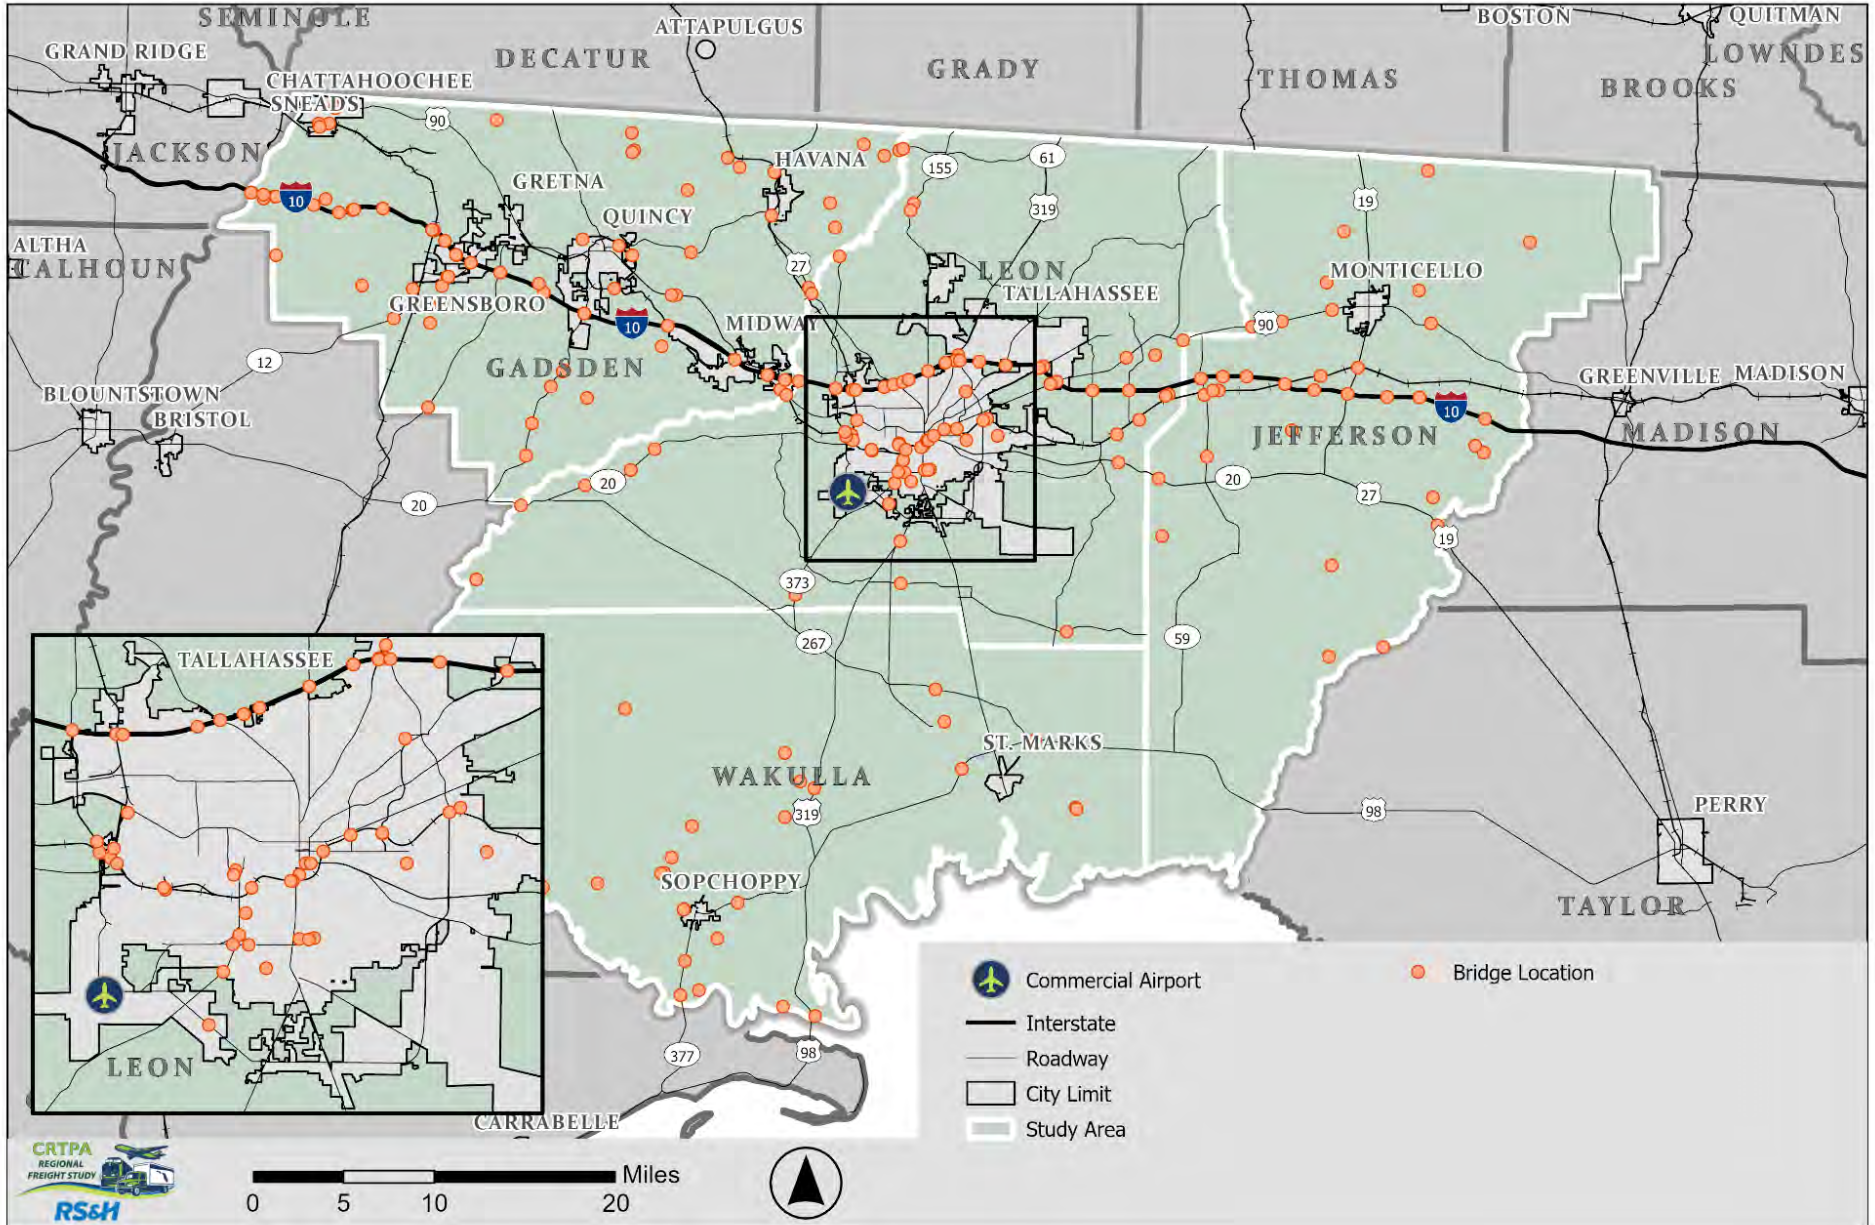 SEMINOLE
ATTAPULGUS
BOSTON
QUITMAN
GRAND RIDGE
DECATUR
GRADY
THOMAS
LOWNDES
BROOKS
CHATTAHOOCHEE
SNEADS
90
JACKSON
HAVANA
155
61
GRETNA
10
19
319
QUINCY
ALTHA
CALHOUN
27
LEON
MONTICELLO
TALLAHASSEE
GREENSBORO
10
MIDWAY
90
12
GADSDEN
GREENVILLE
MADISON
BLOUNTSTOWN
BRISTOL
10
JEFFERSON
MADISON
20
20
20
27
19
373
267
59
TALLAHASSEE
ST. MARKS
WAKULLA
319
98
PERRY
SOPCHOPPY
TAYLOR
LEON
377
98
CARRABELLE
Commercial Airport
Interstate
Roadway
City Limit
Study Area
Bridge Location
CRTPA
REGIONAL
FREIGHT STUDY
RS&H
Miles
0 5 10 20